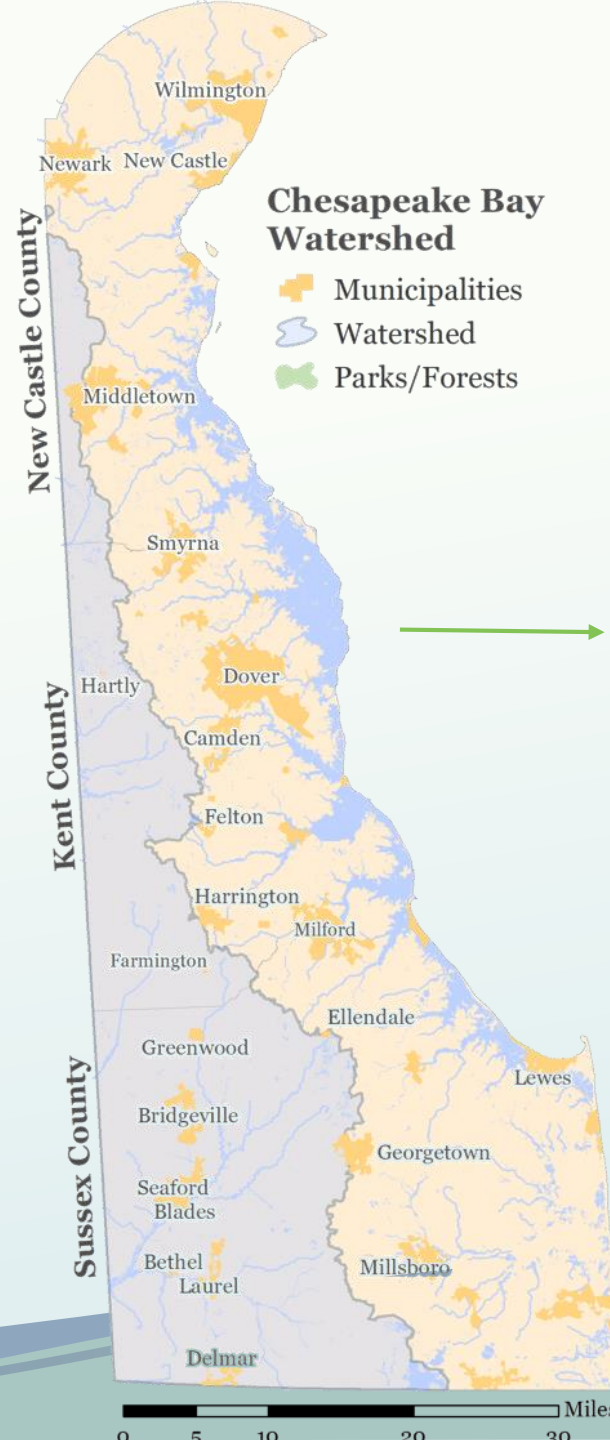 Wilmington
Newark
New Castle
Chesapeake Bay
Watershed
Municipalities
Watershed
Parks/Forests
New Castle County
Middletown
Smyrna
Dover
Hartly
Camden
Kent County
Felton
Harrington
Milford
Farmington
Ellendale
Greenwood
Lewes
Bridgeville
Georgetown
Sussex County
Seaford
Blades
Bethel
Laurel
Millsboro
Delmar
Miles
0 5 10 20 30